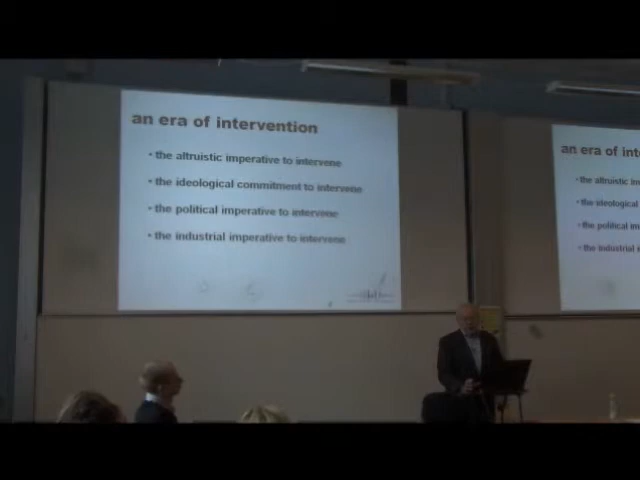 an era of intervention
• the altruistic imperative to intervene
• the ideological commitment to intervene
• the political imperative to intervene
• the industrial imperative to intervene
an era of int
• the altruistic im
• the ideological
• the political im
• the industrial